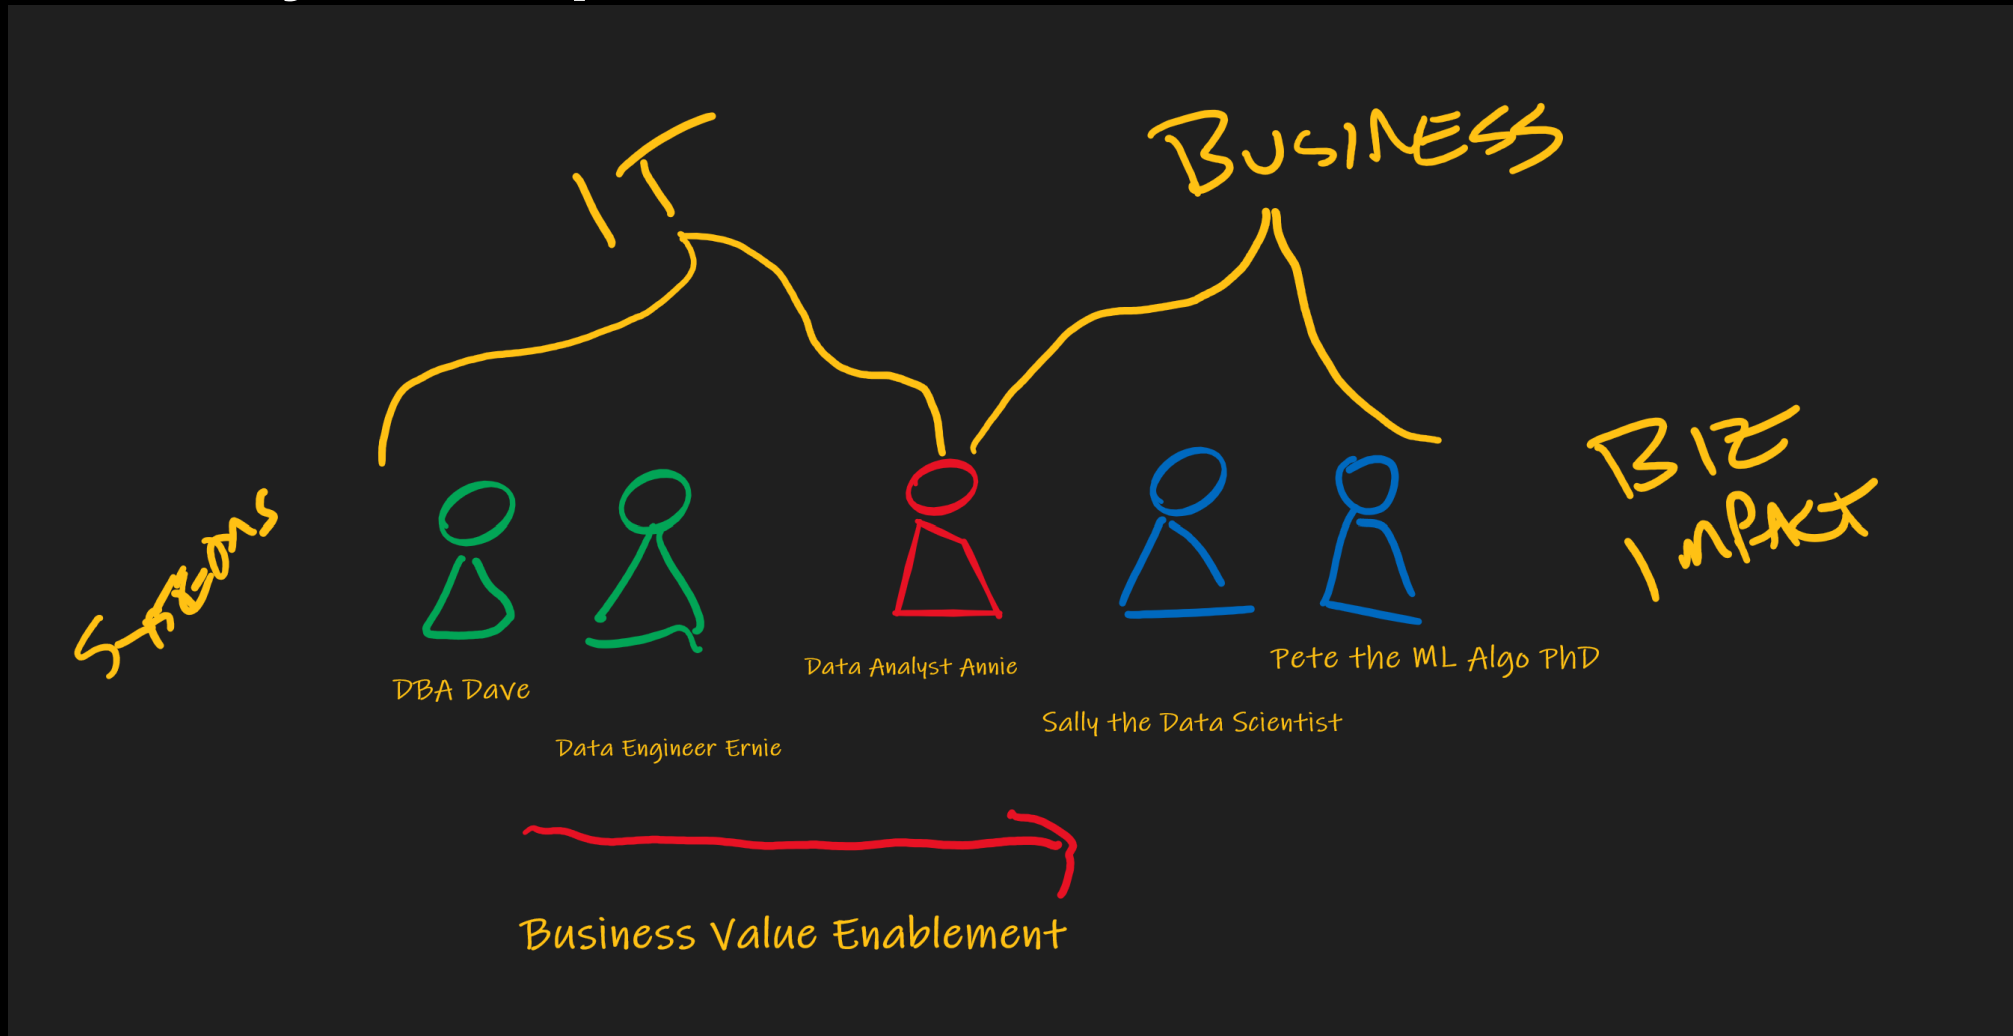 IT
BUSINESS
BIZ
IMPACT
DBA Dave
Data Engineer Ernie
Data Analyst Annie
Sally the Data Scientist
Pete the ML Algo PhD
Business Value Enablement